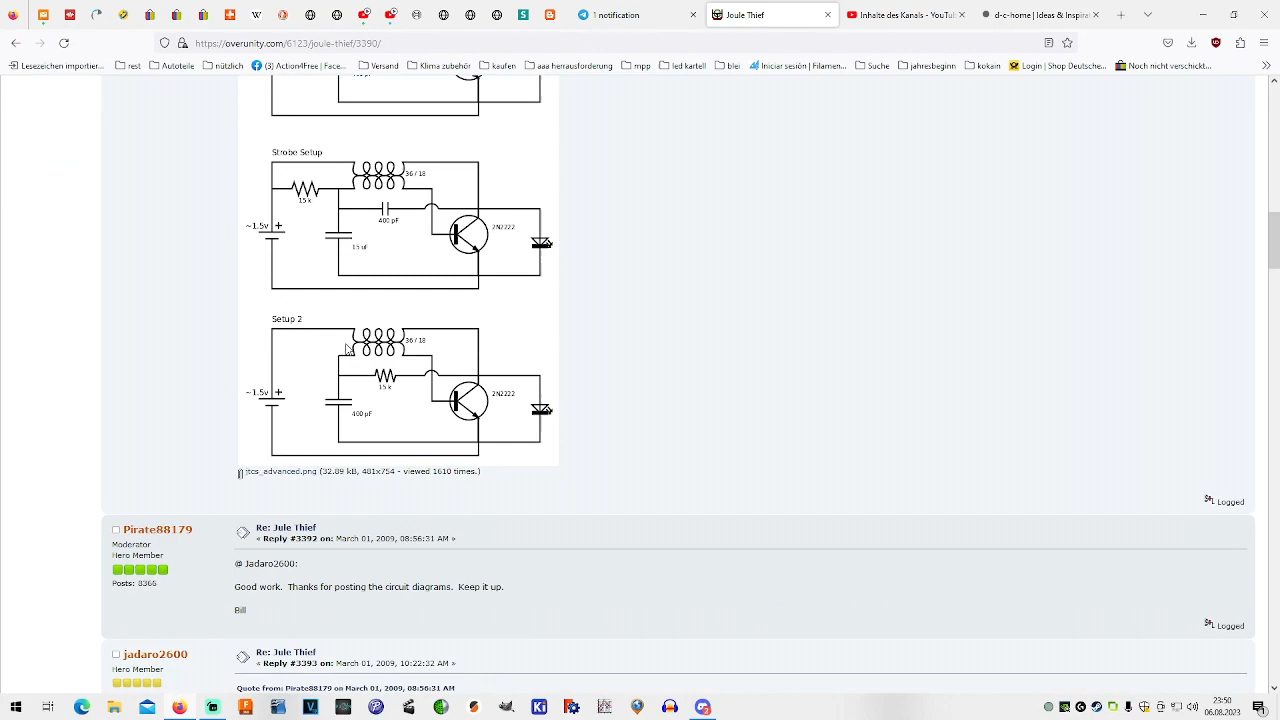 1 notification
Joule Thief
Inhalte des Kanals - YouTub
d-c-home | Ideas & Inspira
https://overunity.com/6123/joule-thief/3390/
Lesezeichen importier...
rest
Autoteile
nützlich
(3) Action4Free | Face...
Versand
Klima zubehör
kaufen
aaa herrausforderung
mpp
led kartell
blei
Iniciar sesión | Filamen...
Suche
jahresbeginn
kokain
Login | Shop Deutsche...
Noch nicht verschickt...
Strobe Setup
36 / 18
15 k
400 pF
~1.5v +
2N2222
15 uF
Setup 2
36 / 18
15 k
~1.5v +
2N2222
400 pF
jtcs_advanced.png (32.89 kB, 481x754 - viewed 1610 times.)
Logged
Pirate88179
Moderator
Hero Member
Posts: 8366
Re: Jule Thief
« Reply #3392 on: March 01, 2009, 08:56:31 AM »
@ Jadaro2600:
Good work. Thanks for posting the circuit diagrams. Keep it up.
Bill
Logged
jadaro2600
Hero Member
Re: Jule Thief
« Reply #3393 on: March 01, 2009, 10:22:32 AM »
Quote from: Pirate88179 on March 01, 2009, 08:56:31 AM
23:50
06.08.2023